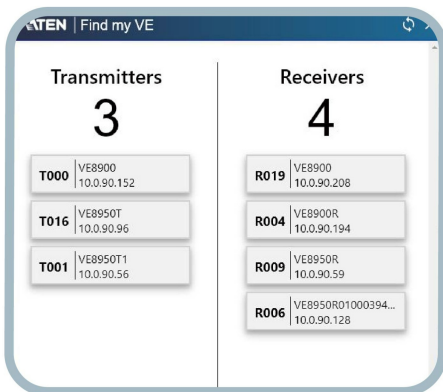 ATEN Find my VE
Transmitters
3
T000 VE8900
10.0.90.152
T016 VE8950T
10.0.90.96
T001 VE8950T1
10.0.90.56
Receivers
4
R019 VE8900
10.0.90.208
R004 VE8900R
10.0.90.194
R009 VE8950R
10.0.90.59
R006 VE8950R01000394...
10.0.90.128